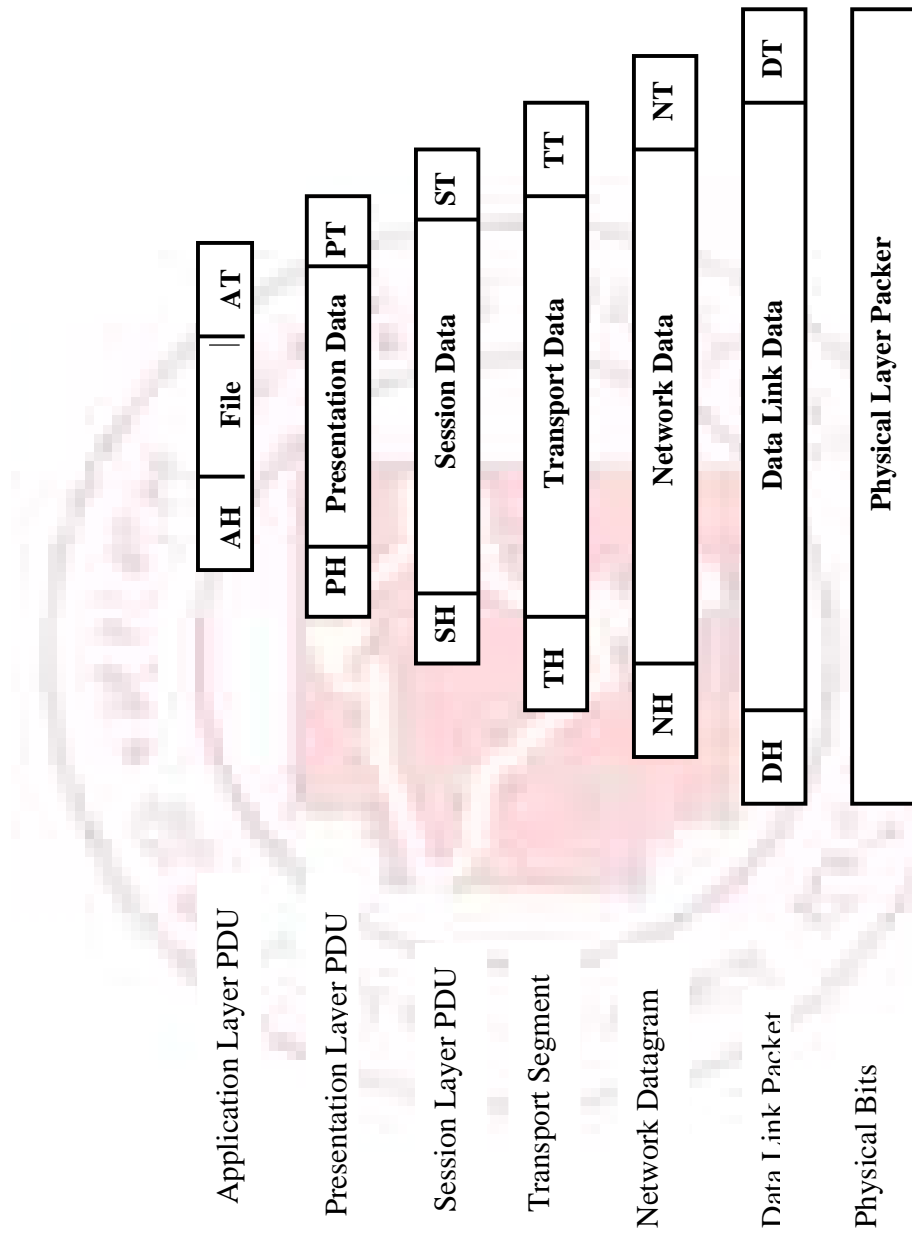 Application Layer PDU
AH File AT
Presentation Layer PDU
PH Presentation Data PT
Session Layer PDU
SH Session Data ST
Transport Segment
TH Transport Data TT
Network Datagram
NH Network Data NT
Data Link Packet
DH Data Link Data DT
Physical Bits
Physical Layer Packer